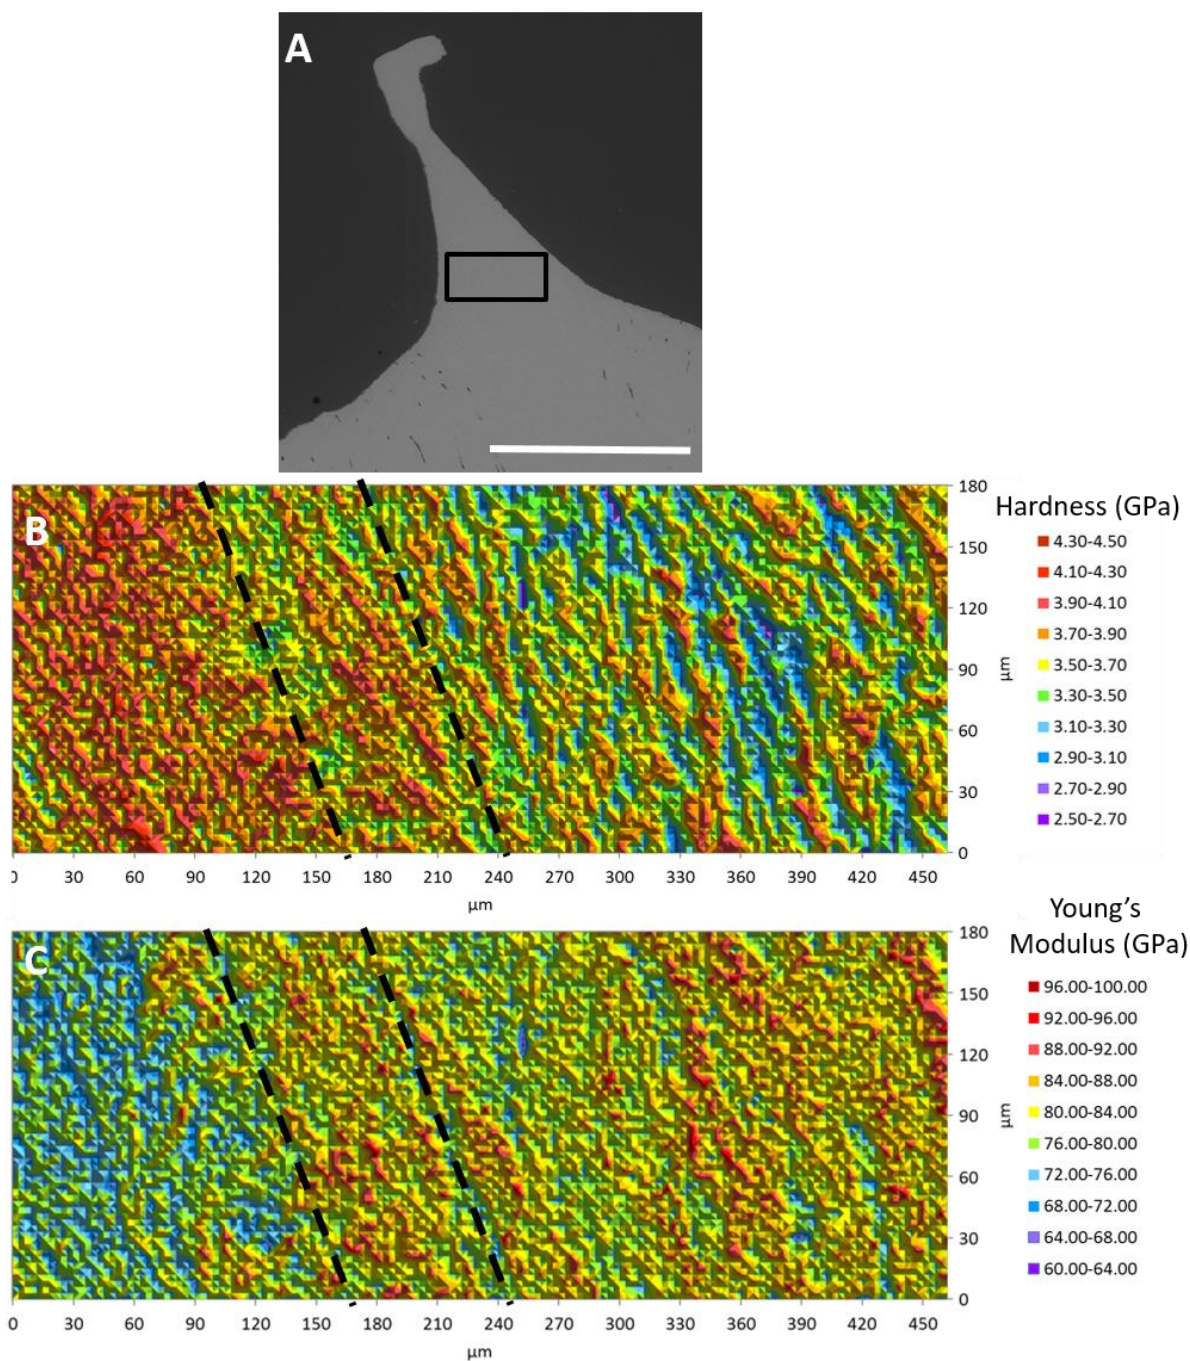 A
B
Hardness (GPa)
4.30-4.50
4.10-4.30
3.90-4.10
3.70-3.90
3.50-3.70
3.30-3.50
3.10-3.30
2.90-3.10
2.70-2.90
2.50-2.70
180
150
120
90
60
30
0
μm
0 30 60 90 120 150 180 210 240 270 300 330 360 390 420 450
μm
C
Young's
Modulus (GPa)
96.00-100.00
92.00-96.00
88.00-92.00
84.00-88.00
80.00-84.00
76.00-80.00
72.00-76.00
68.00-72.00
64.00-68.00
60.00-64.00
180
150
120
90
60
30
0
μm
0 30 60 90 120 150 180 210 240 270 300 330 360 390 420 450
μm